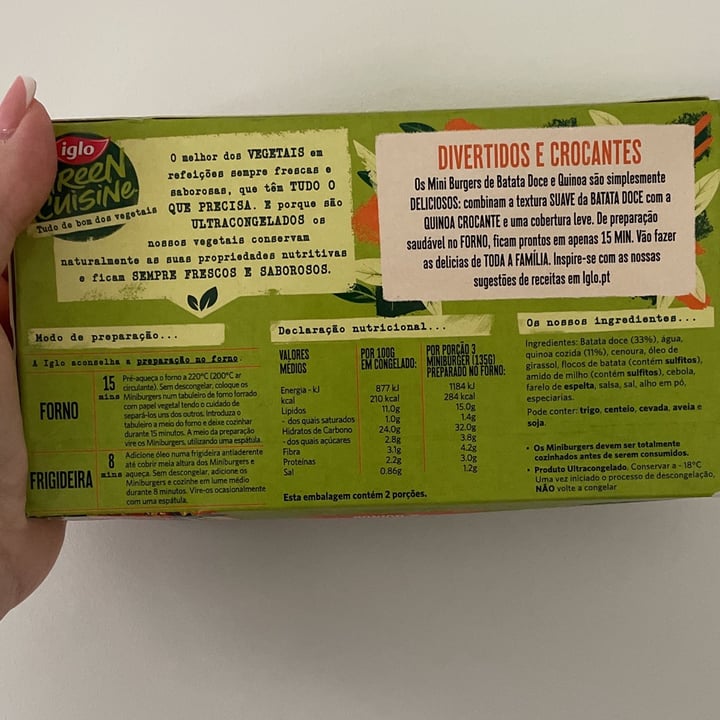 iglo
GREEN
CUISINE
Tudo de bom dos vegetais
O melhor dos VEGETAIS em
refeições sempre frescas e
saborosas, que têm TUDO O
QUE PRECISA. E porque são
ULTRACONGELADOS os
nossos vegetais conservam
naturalmente as suas propriedades nutritivas
e ficam SEMPRE FRESCOS E SABOROSOS.
DIVERTIDOS E CROCANTES
Os Mini Burgers de Batata Doce e Quinoa são simplesmente
DELICIOSOS: combinam a textura SUAVE da BATATA DOCE com a
QUINOA CROCANTE e uma cobertura leve. De preparação
saudável no FORNO, ficam prontos em apenas 15 MIN. Vão fazer
as delicias de TODA A FAMÍLIA. Inspire-se com as nossas
sugestões de receitas em Iglo.pt
Modo de preparação...
A Iglo aconselha a preparação no forno.
FORNO
15
mins
Pré-aqueça o forno a 220ºC (200ºC ar
circulante). Sem descongelar, coloque os
Miniburgers num tabuleiro de forno forrado
com papel vegetal tendo o cuidado de
separá-los uns dos outros. Introduza o
tabuleiro a meio do forno e deixe cozinhar
durante 15 minutos. A meio da preparação
vire os Miniburgers, utilizando uma espátula.
FRIGIDEIRA
8
mins
Adicione óleo numa frigideira antiaderente
até cobrir meia altura dos Miniburgers e
aqueça. Sem descongelar, adicione os
Miniburgers e cozinhe em lume médio
durante 8 minutos. Vire-os ocasionalmente
com uma espátula.
Declaração nutricional...
VALORES
MÉDIOS
POR 100G
EM CONGELADO:
POR PORÇÃO 3
MINIBURGER (135G)
PREPARADO NO FORNO:
Energia - kJ 877 kJ 1184 kJ
kcal 210 kcal 284 kcal
Lípidos 11.0g 15.0g
- dos quais saturados 1.0g 1.4g
Hidratos de Carbono 24.0g 32.0g
- dos quais açúcares 2.8g 3.8g
Fibra 3.1g 4.2g
Proteínas 2.2g 3.0g
Sal 0.86g 1.2g
Esta embalagem contém 2 porções.
Os nossos ingredientes...
Ingredientes: Batata doce (33%), água,
quinoa cozida (11%), cenoura, óleo de
girassol, flocos de batata (contém sulfitos),
amido de milho (contém sulfitos), cebola,
farelo de espelta, salsa, sal, alho em pó,
especiarias.
Pode conter: trigo, centeio, cevada, aveia e
soja.
• Os Miniburgers devem ser totalmente
cozinhados antes de serem consumidos.
• Produto Ultracongelado. Conservar a - 18ºC
Uma vez iniciado o processo de descongelação,
NÃO volte a congelar